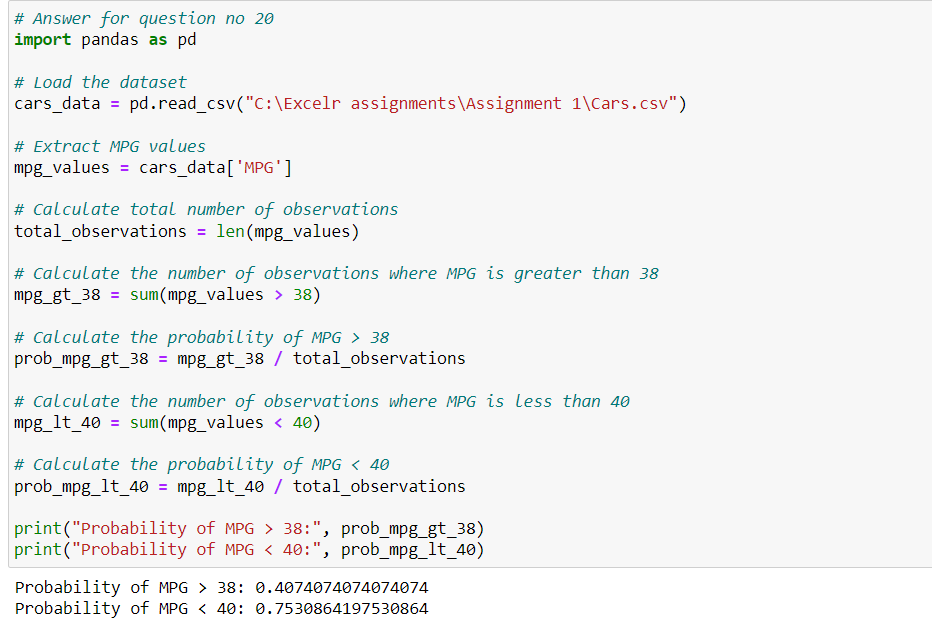 # Answer for question no 20
import pandas as pd
# Load the dataset
cars_data = pd.read_csv("C:\Excelr assignments\Assignment 1\Cars.csv")
# Extract MPG values
mpg_values = cars_data['MPG']
# Calculate total number of observations
total_observations = len(mpg_values)
# Calculate the number of observations where MPG is greater than 38
mpg_gt_38 = sum(mpg_values > 38)
# Calculate the probability of MPG > 38
prob_mpg_gt_38 = mpg_gt_38 / total_observations
# Calculate the number of observations where MPG is less than 40
mpg_lt_40 = sum(mpg_values < 40)
# Calculate the probability of MPG < 40
prob_mpg_lt_40 = mpg_lt_40 / total_observations
print("Probability of MPG > 38:", prob_mpg_gt_38)
print("Probability of MPG < 40:", prob_mpg_lt_40)
Probability of MPG > 38: 0.4074074074074074
Probability of MPG < 40: 0.7530864197530864